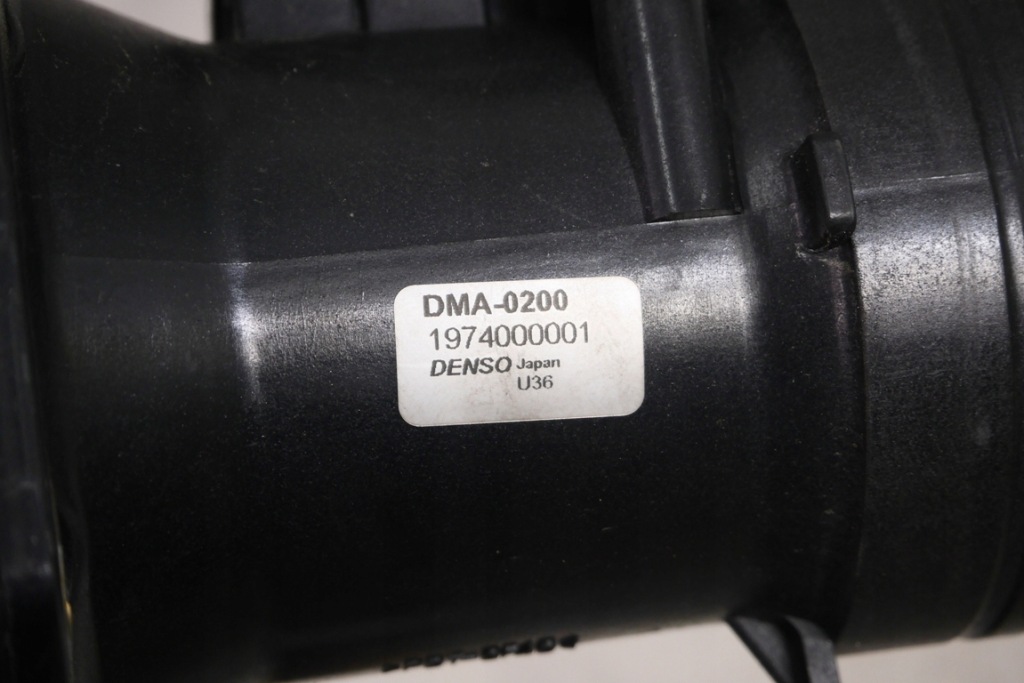 DMA-0200
1974000001
DENSO Japan
U36